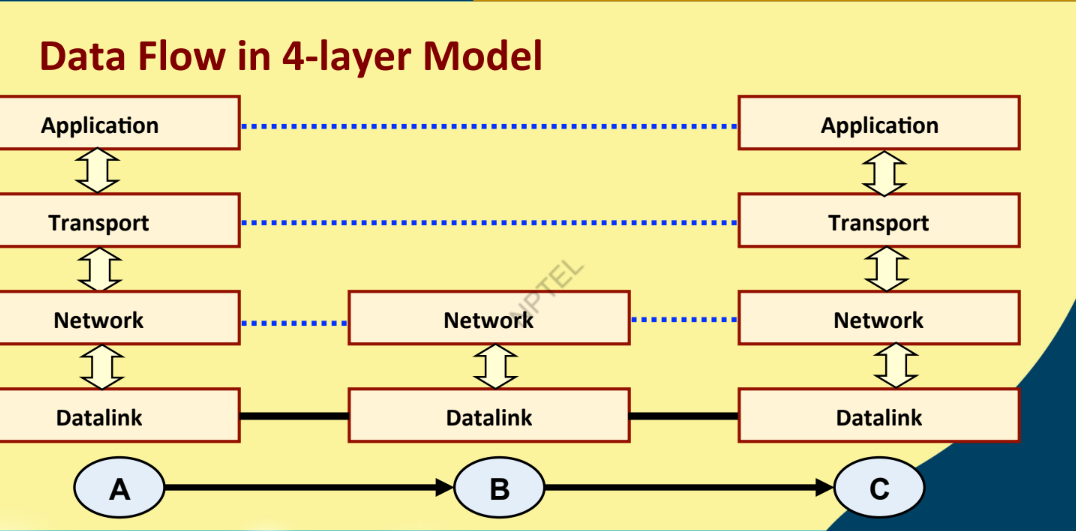 Data Flow in 4-layer Model
Application
Application
Transport
Transport
NPTEL
Network
Network
Network
Datalink
Datalink
Datalink
A
B
C